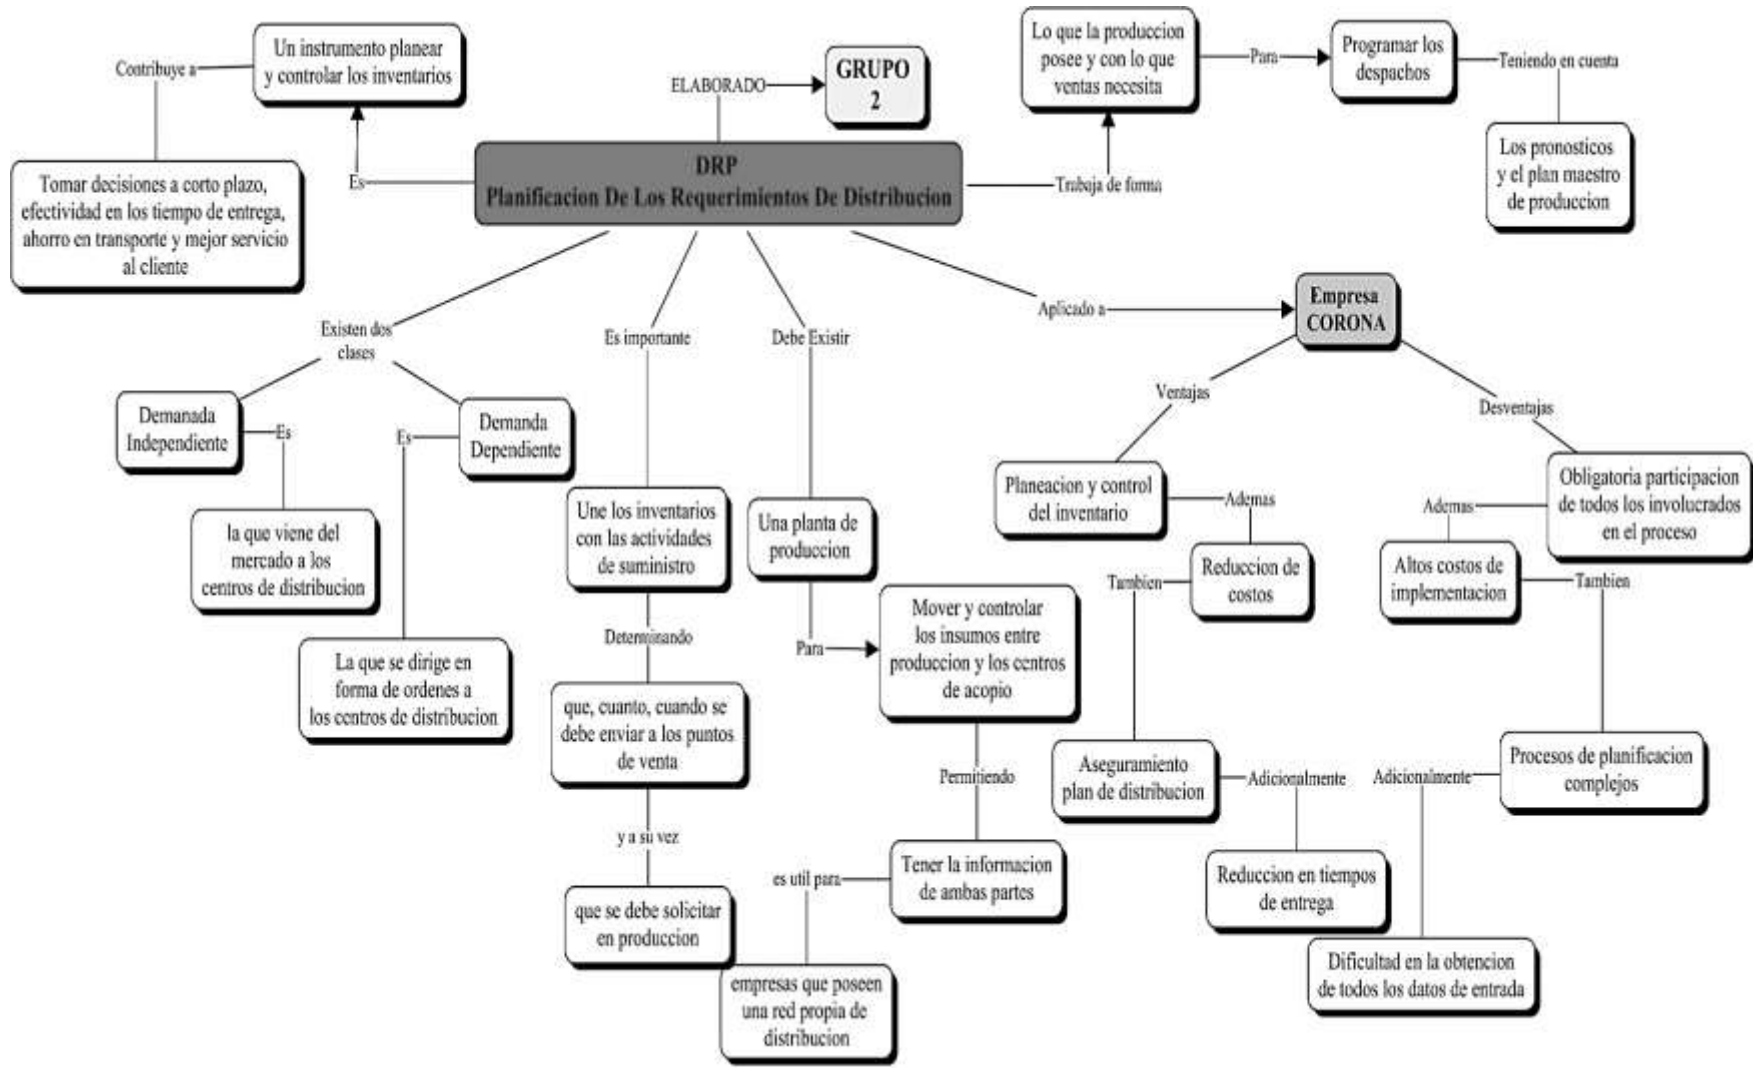 Un instrumento planear
y controlar los inventarios
Contribuye a
Tomar decisiones a corto plazo,
efectividad en los tiempo de entrega,
ahorro en transporte y mejor servicio
al cliente
Es
ELABORADO
GRUPO
2
DRP
Planificacion De Los Requerimientos De Distribucion
Trabaja de forma
Lo que la produccion
posee y con lo que
ventas necesita
Para
Programar los
despachos
Teniendo en cuenta
Los pronosticos
y el plan maestro
de produccion
Existen dos
clases
Demanada
Independiente
Es
la que viene del
mercado a los
centros de distribucion
Demanda
Dependiente
Es
La que se dirige en
forma de ordenes a
los centros de distribucion
Es importante
Une los inventarios
con las actividades
de suministro
Determinando
que, cuanto, cuando se
debe enviar a los puntos
de venta
y a su vez
que se debe solicitar
en produccion
Debe Existir
Una planta de
produccion
Para
Mover y controlar
los insumos entre
produccion y los centros
de acopio
Permitiendo
Tener la informacion
de ambas partes
es util para
empresas que poseen
una red propia de
distribucion
Aplicado a
Empresa
CORONA
Ventajas
Planeacion y control
del inventario
Ademas
Reduccion de
costos
Tambien
Aseguramiento
plan de distribucion
Adicionalmente
Reduccion en tiempos
de entrega
Desventajas
Obligatoria participacion
de todos los involucrados
en el proceso
Ademas
Altos costos de
implementacion
Tambien
Procesos de planificacion
complejos
Adicionalmente
Dificultad en la obtencion
de todos los datos de entrada